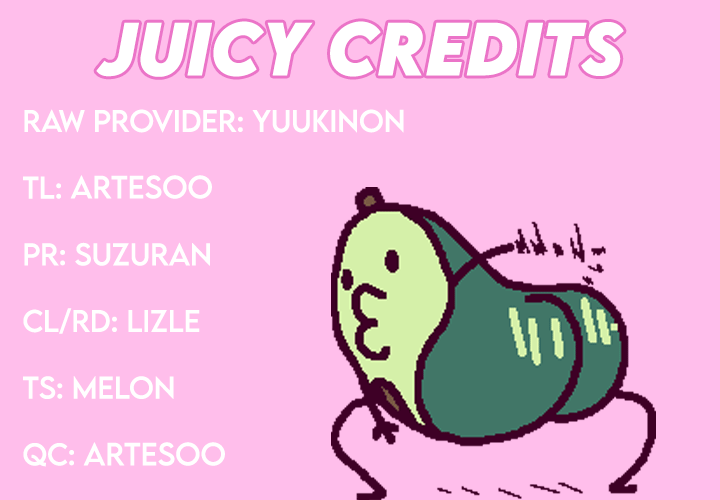 JUICY CREDITS
RAW PROVIDER: YUUKINON
TL: ARTESOO
PR: SUZURAN
CL/RD: LIZLE
TS: MELON
QC: ARTESOO